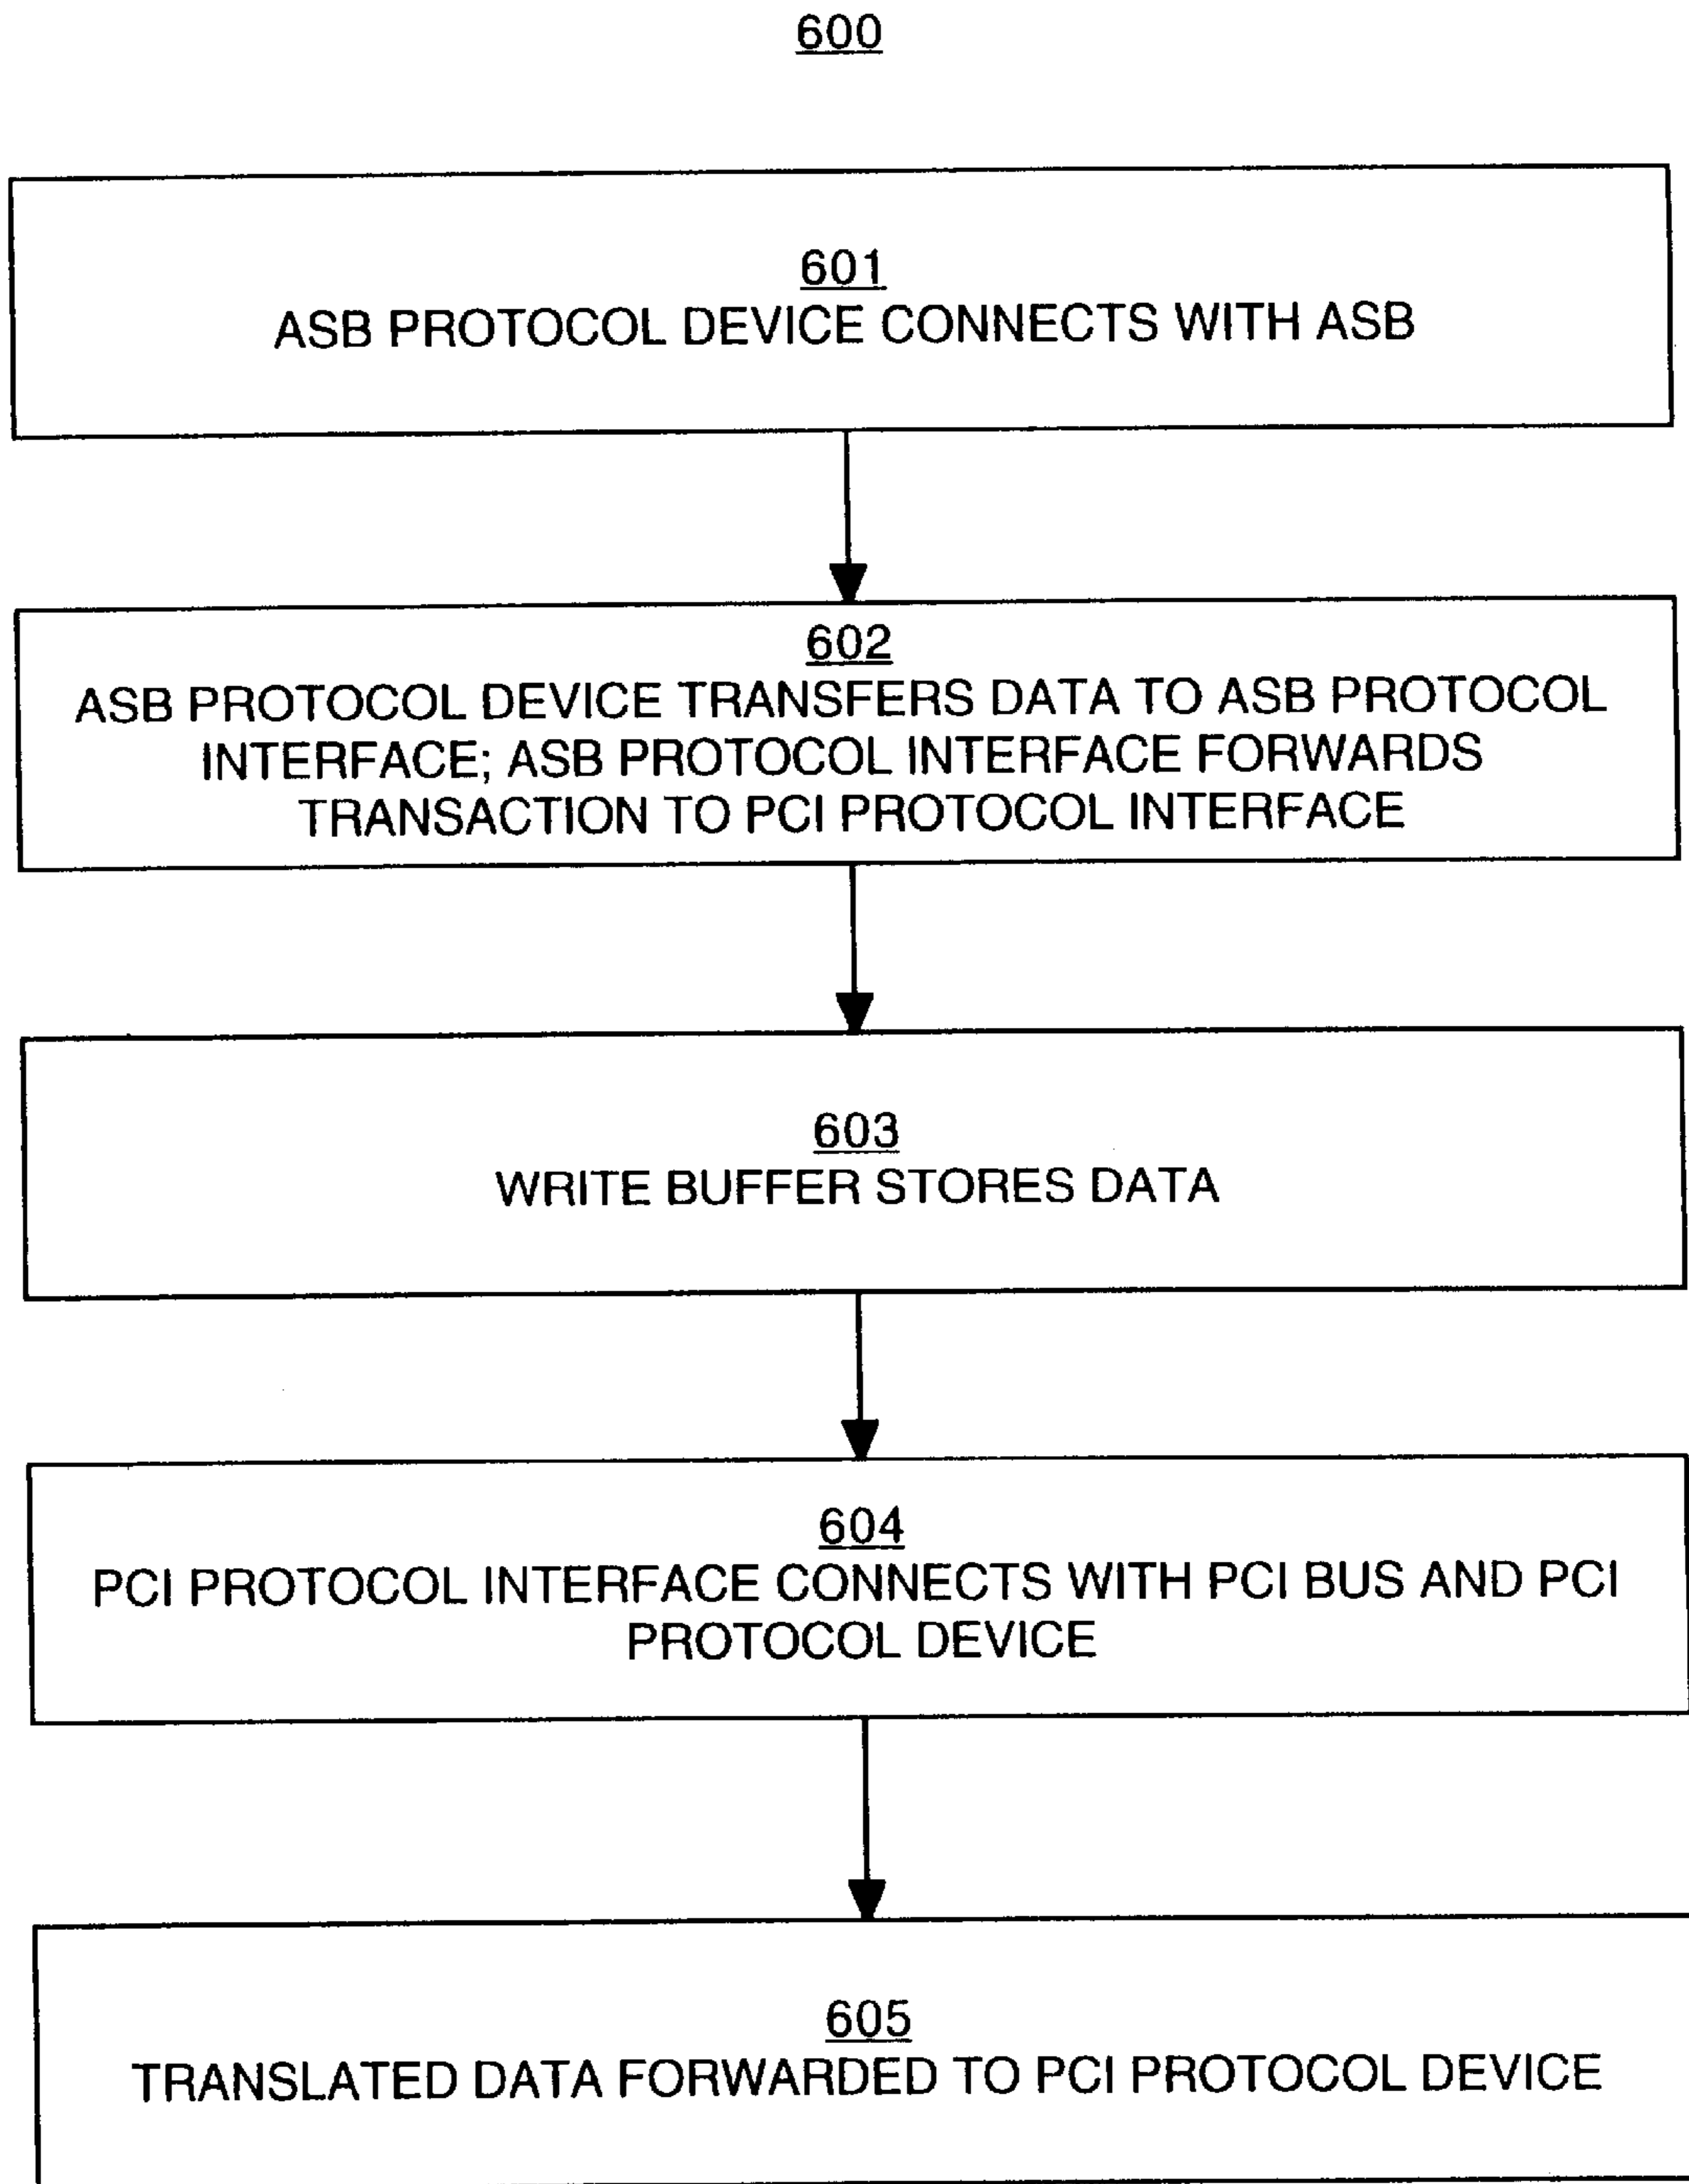 600
601
ASB PROTOCOL DEVICE CONNECTS WITH ASB
602
ASB PROTOCOL DEVICE TRANSFERS DATA TO ASB PROTOCOL
INTERFACE; ASB PROTOCOL INTERFACE FORWARDS
TRANSACTION TO PCI PROTOCOL INTERFACE
603
WRITE BUFFER STORES DATA
604
PCI PROTOCOL INTERFACE CONNECTS WITH PCI BUS AND PCI
PROTOCOL DEVICE
605
TRANSLATED DATA FORWARDED TO PCI PROTOCOL DEVICE